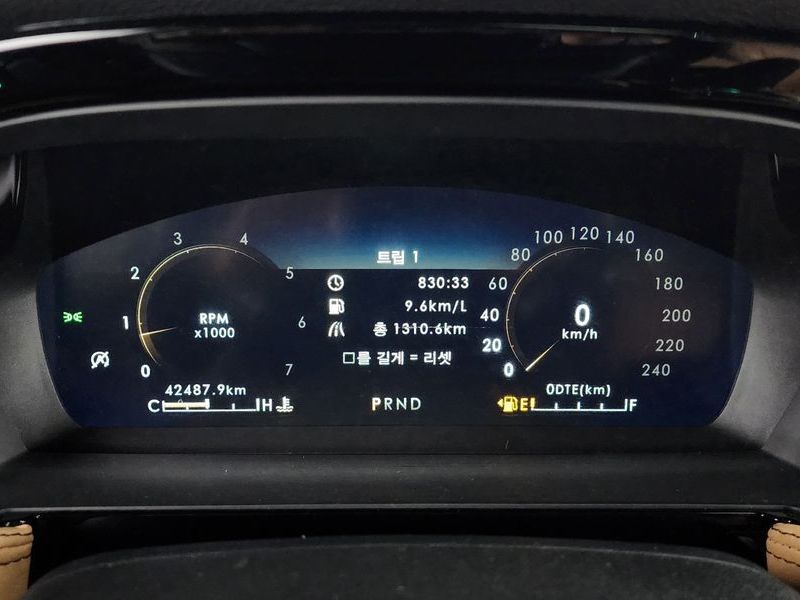 트립 1
830:33
9.6km/L
총 1310.6km
□를 길게 = 리셋
0 1 2 3 4 5 6 7
RPM
x1000
0 20 40 60 80 100 120 140 160 180 200 220 240
0
km/h
42487.9km
C H
PRND
0DTE(km)
E F